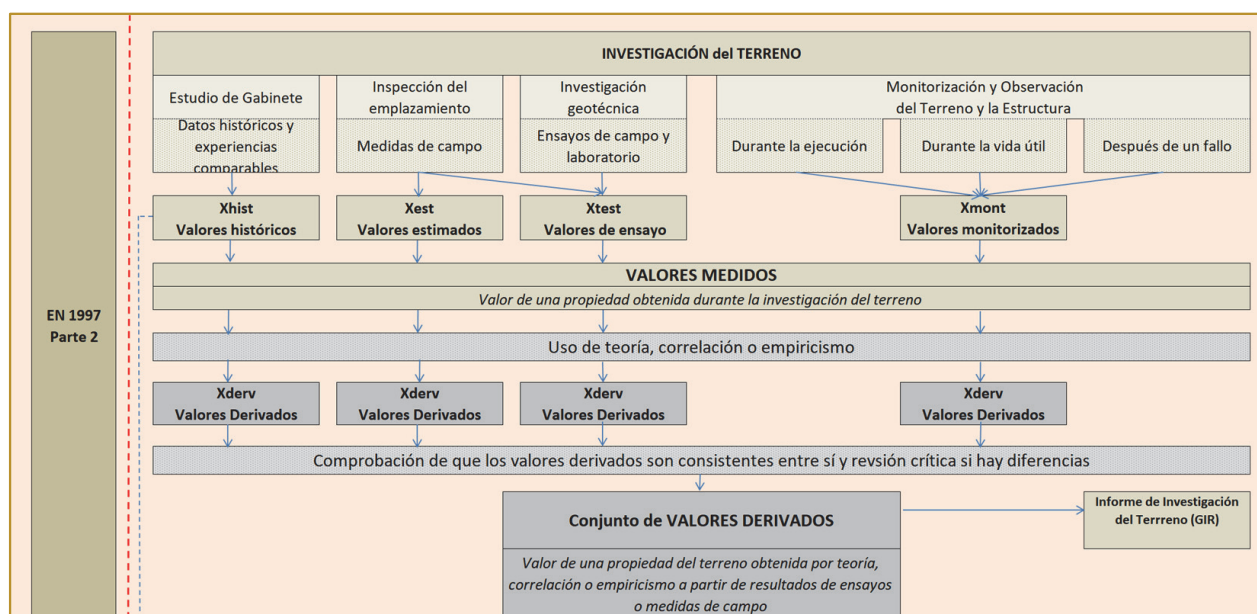 INVESTIGACIÓN del TERRENO
Estudio de Gabinete
Datos históricos y
experiencias
comparables
Inspección del
emplazamiento
Medidas de campo
Investigación
geotécnica
Ensayos de campo y
laboratorio
Monitorización y Observación
del Terreno y la Estructura
Durante la ejecución
Durante la vida útil
Después de un fallo
Xhist
Valores históricos
Xest
Valores estimados
Xtest
Valores de ensayo
Xmont
Valores monitorizados
VALORES MEDIDOS
Valor de una propiedad obtenida durante la investigación del terreno
EN 1997
Parte 2
Uso de teoría, correlación o empiricismo
Xderv
Valores Derivados
Xderv
Valores Derivados
Xderv
Valores Derivados
Xderv
Valores Derivados
Comprobación de que los valores derivados son consistentes entre sí y revsión crítica si hay diferencias
Conjunto de VALORES DERIVADOS
Valor de una propiedad del terreno obtenida por teoría,
correlación o empiricismo a partir de resultados de ensayos
o medidas de campo
Informe de Investigación
del Terrreno (GIR)